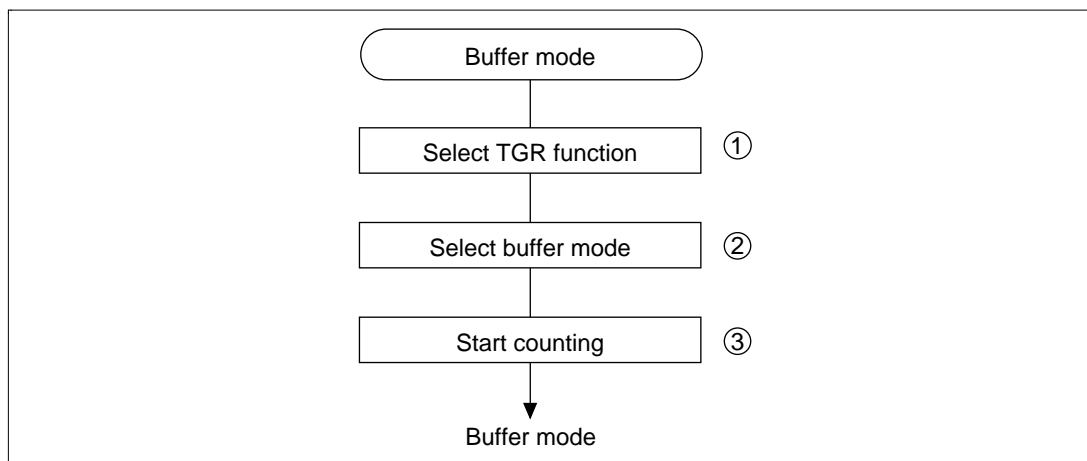 Buffer mode
Select TGR function ①
Select buffer mode ②
Start counting ③
Buffer mode